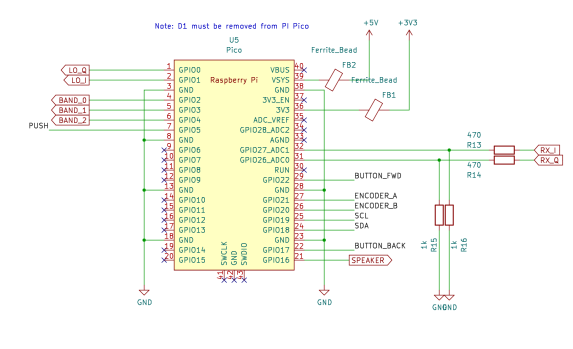 Note: D1 must be removed from PI Pico
+5V
+3V3
U5
Pico
Ferrite_Bead
FB2
Ferrite_Bead
FB1
Raspberry Pi
LO_Q
LO_I
BAND_0
BAND_1
BAND_2
PUSH
1 GPIO0
2 GPIO1
3 GND
4 GPIO2
5 GPIO3
6 GPIO4
7 GPIO5
8 GND
9 GPIO6
10 GPIO7
11 GPIO8
12 GPIO9
13 GND
14 GPIO10
15 GPIO11
16 GPIO12
17 GPIO13
18 GND
19 GPIO14
20 GPIO15
VBUS 40
VSYS 39
GND 38
3V3_EN 37
3V3 36
ADC_VREF 35
GPIO28_ADC2 34
AGND 33
GPIO27_ADC1 32
GPIO26_ADC0 31
RUN 30
GPIO22 29
GND 28
GPIO21 27
GPIO20 26
GPIO19 25
GPIO18 24
GND 23
GPIO17 22
GPIO16 21
SWCLK 41
GND 42
SWDIO 43
BUTTON_FWD
ENCODER_A
ENCODER_B
SCL
SDA
BUTTON_BACK
SPEAKER
470
R13
RX_I
RX_Q
470
R14
1k
R15
1k
R16
GND
GND
GND
GND